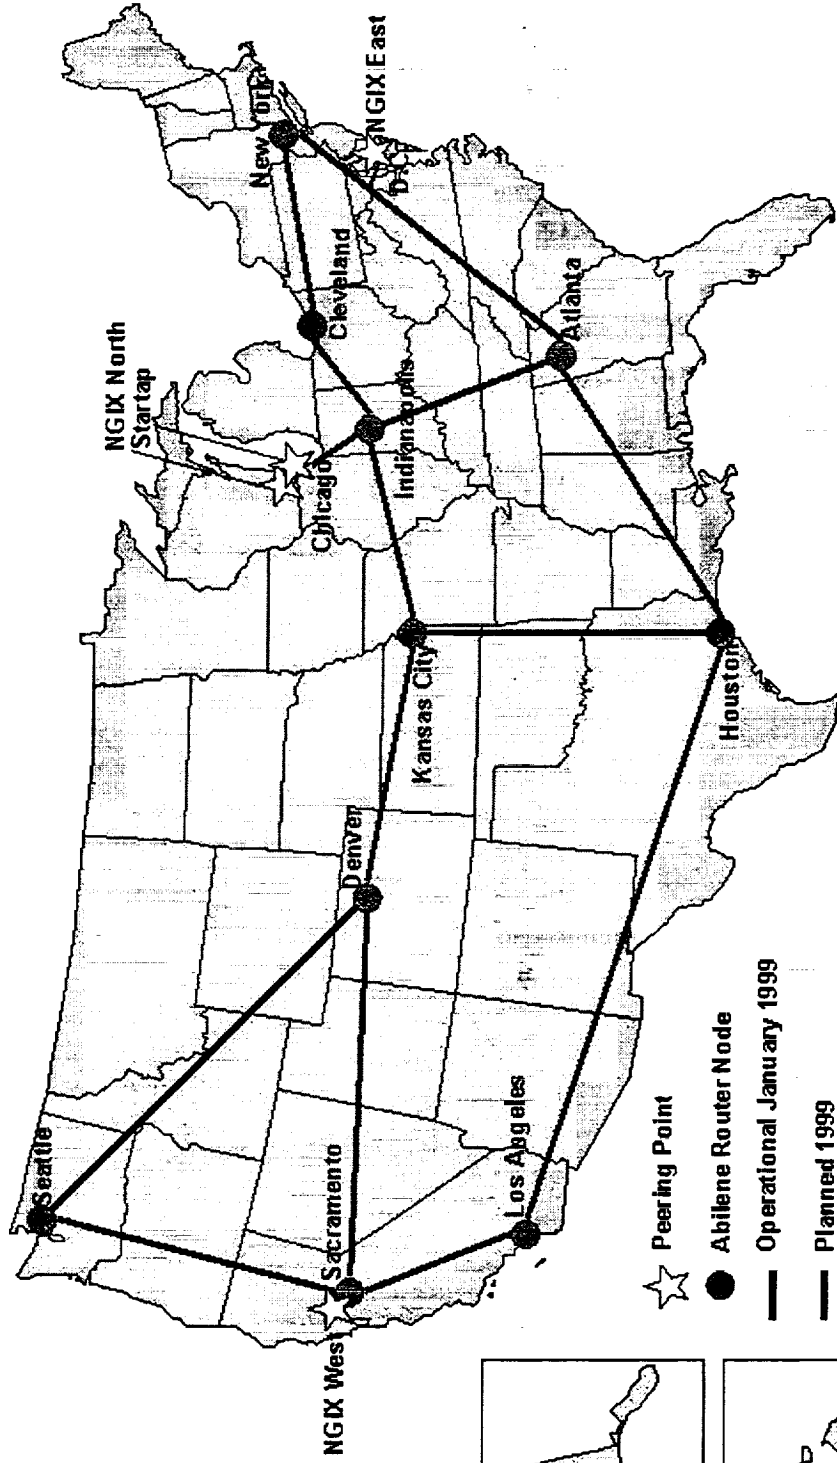 Seattle
NGIX West
Sacramento
Los Angeles
Denver
Kansas City
Houston
NGIX North
Startap
Chicago
Indianapolis
Cleveland
Atlanta
New York
NGIX East
D.C.
Peering Point
Abilene Router Node
Operational January 1999
Planned 1999